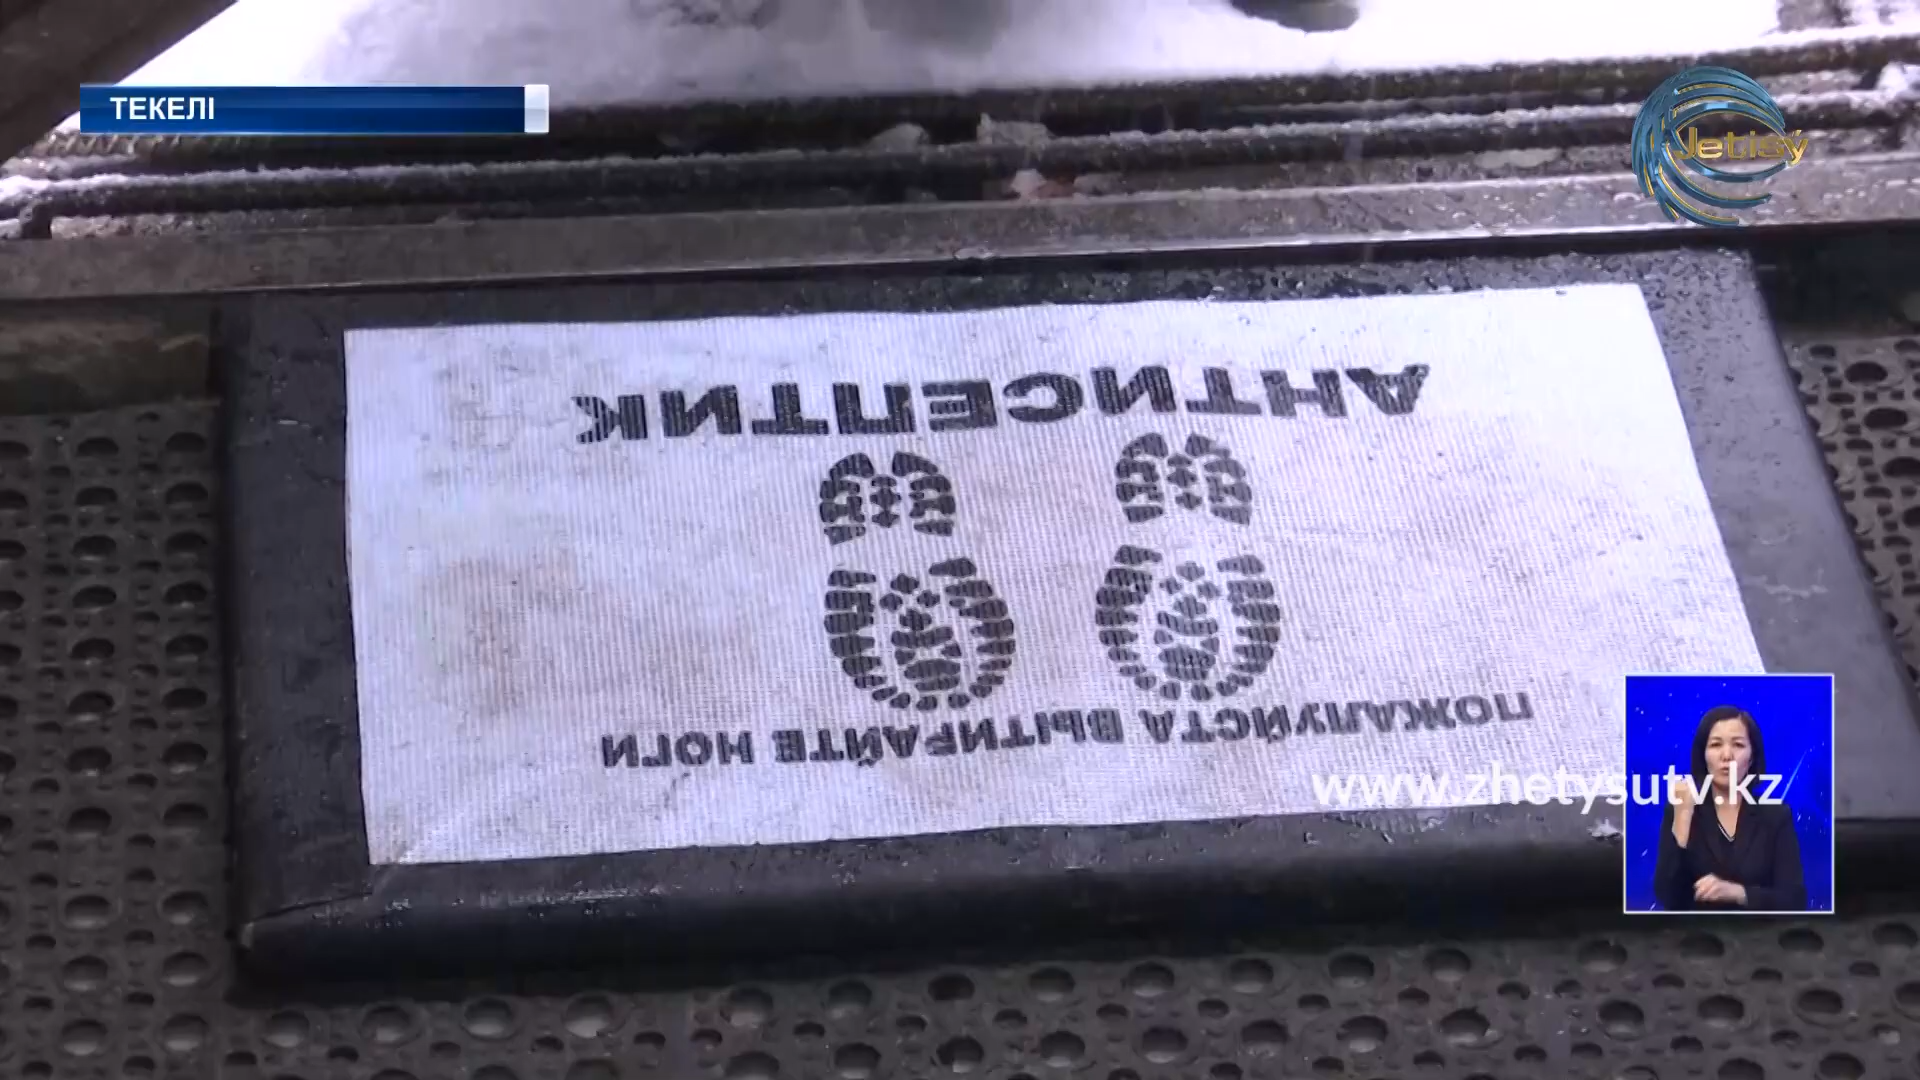 ТЕКЕЛІ
Jetisý
АНТИСЕПТИК
ПОЖАЛУЙСТА ВЫТИРАЙТЕ НОГИ
www.zhetysutv.kz